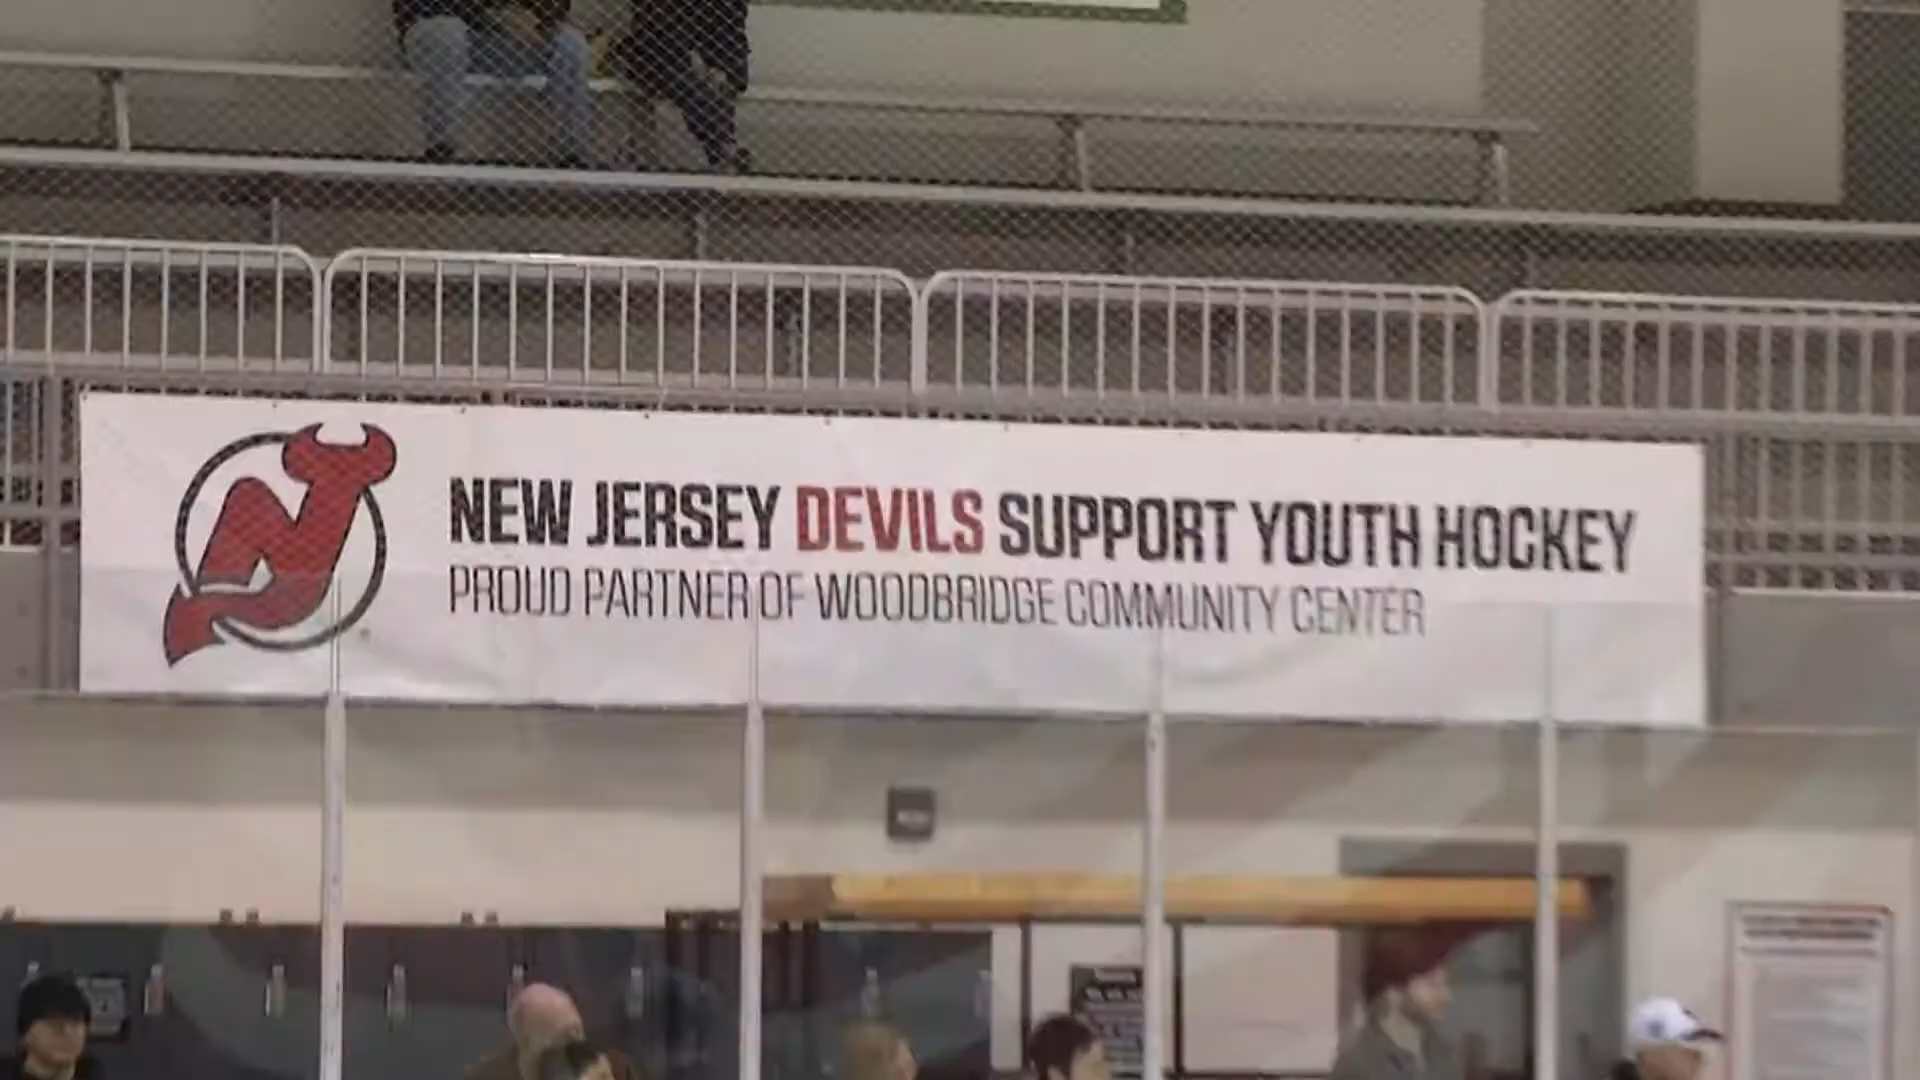 NEW JERSEY DEVILS SUPPORT YOUTH HOCKEY
PROUD PARTNER OF WOODBRIDGE COMMUNITY CENTER